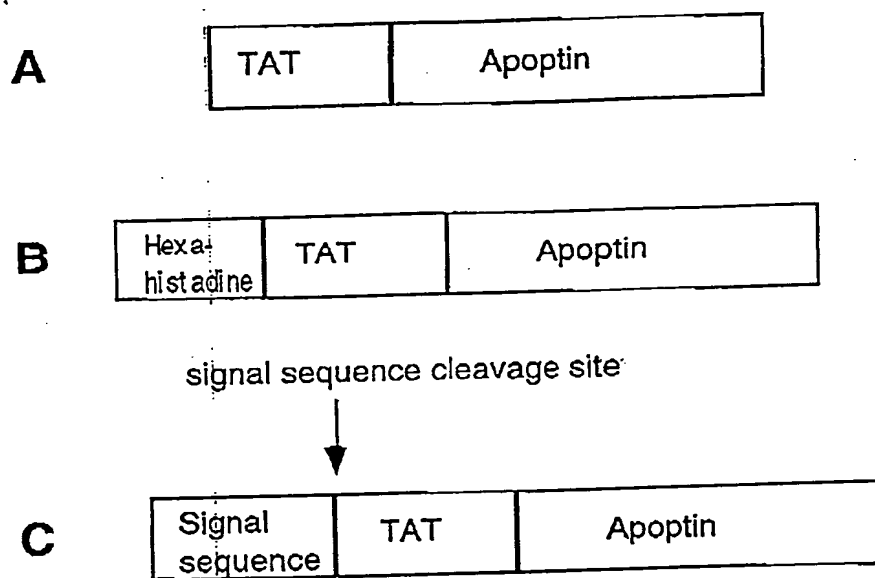 A TAT Apoptin
B Hexa-
histadine TAT Apoptin
signal sequence cleavage site
C Signal
sequence TAT Apoptin